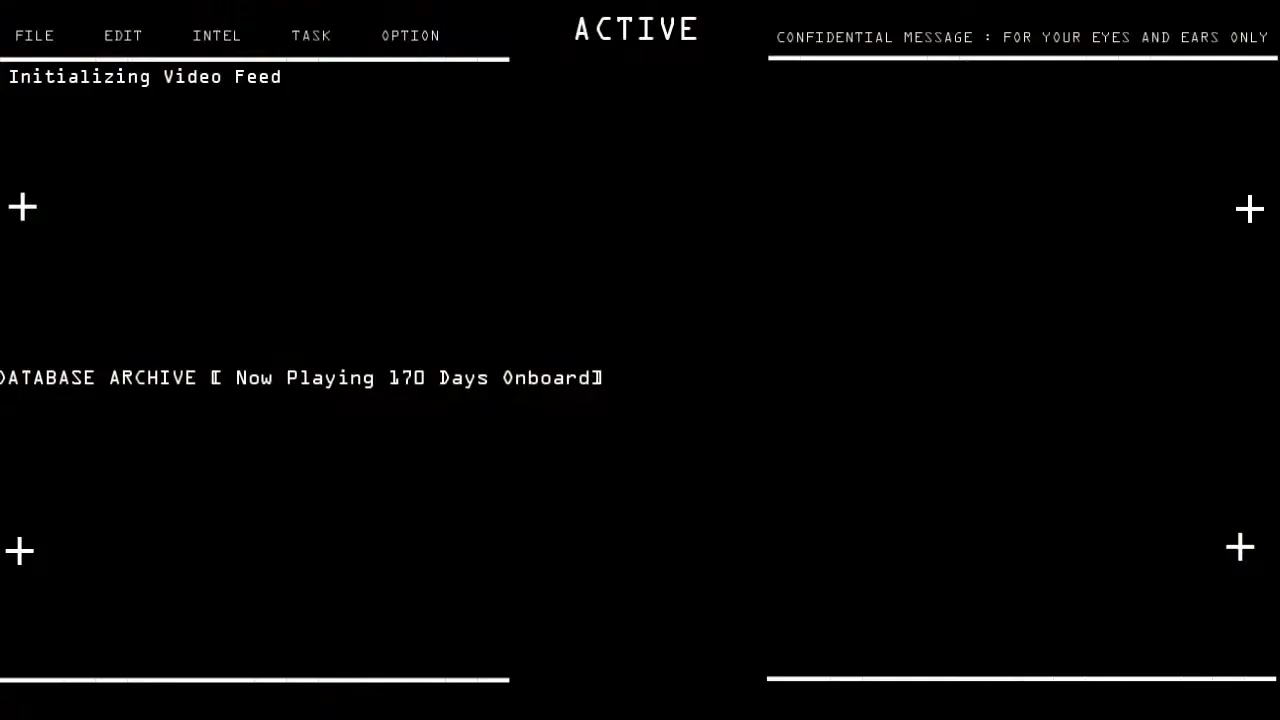 FILE EDIT INTEL TASK OPTION
ACTIVE
CONFIDENTIAL MESSAGE : FOR YOUR EYES AND EARS ONLY
Initializing Video Feed
DATABASE ARCHIVE [ Now Playing 170 Days Onboard]